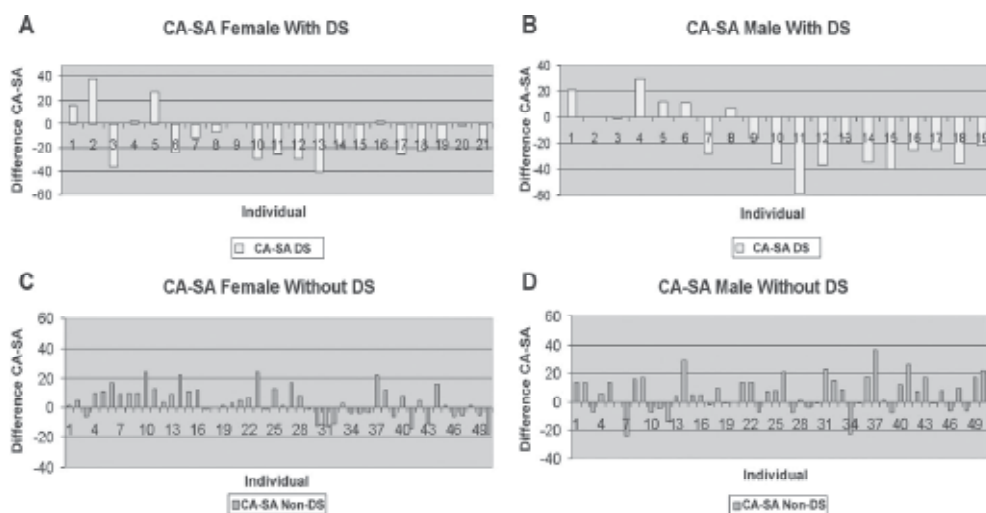 A
CA-SA Female With DS
Difference CA-SA
40
20
0
-20
-40
-60
1 2 3 4 5 6 7 8 9 10 11 12 13 14 15 16 17 18 19 20 21
Individual
CA-SA DS
B
CA-SA Male With DS
Difference CA-SA
40
20
0
-20
-40
-60
1 2 3 4 5 6 7 8 9 10 11 12 13 14 15 16 17 18 19
Individual
CA-SA DS
C
CA-SA Female Without DS
Difference CA-SA
60
40
20
0
-20
-40
1 4 7 10 13 16 19 22 25 28 31 34 37 40 43 46 49
Individual
CA-SA Non-DS
D
CA-SA Male Without DS
Difference CA-SA
60
40
20
0
-20
-40
1 4 7 10 13 16 19 22 25 28 31 34 37 40 43 46 49
Individual
CA-SA Non-DS